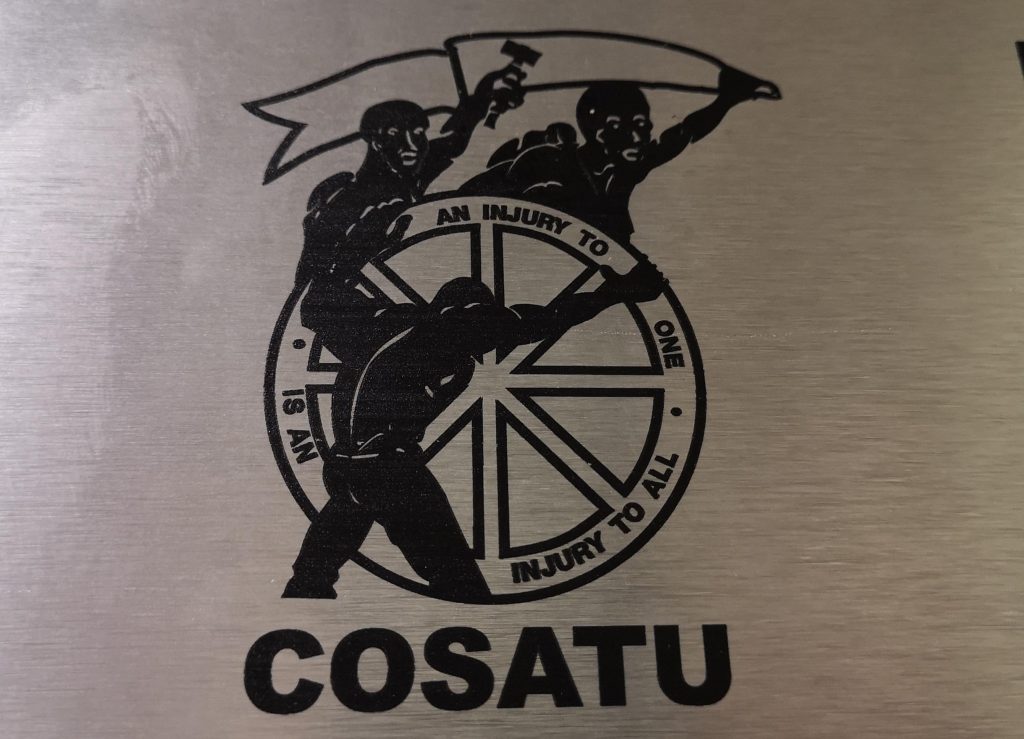 AN INJURY TO ONE • IS AN INJURY TO ALL •
COSATU